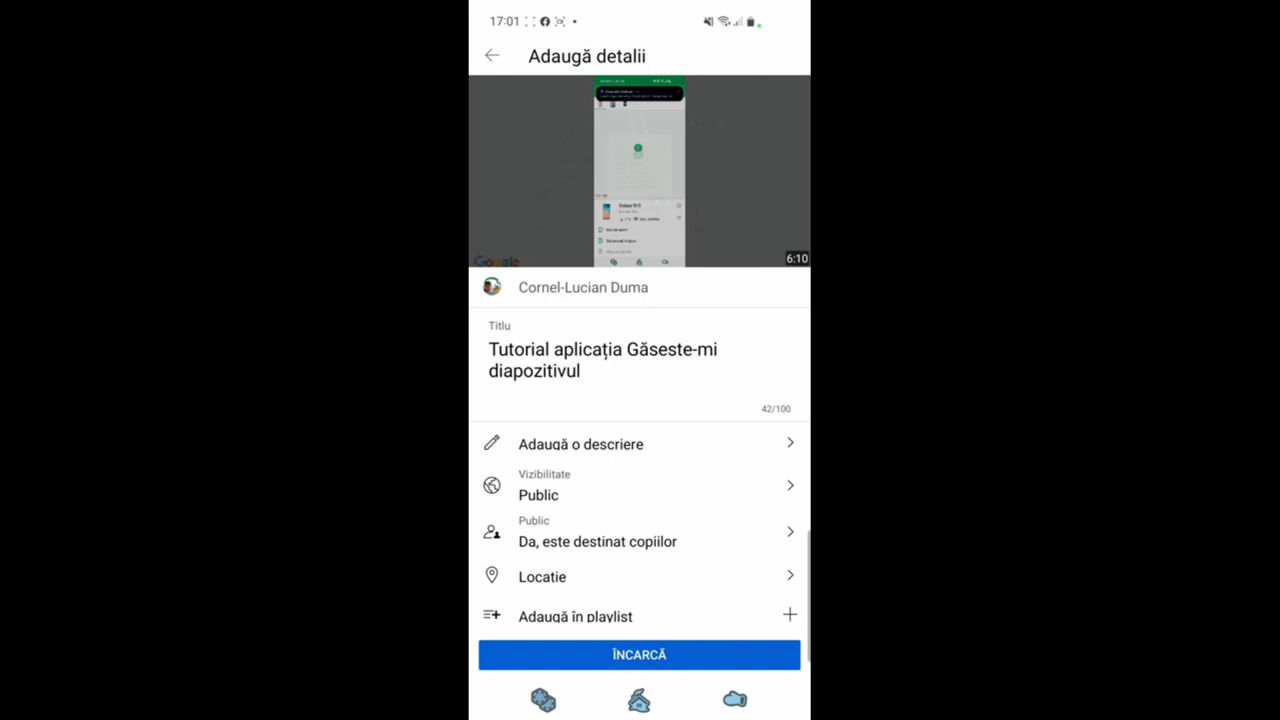 17:01
Adaugă detalii
Google
6:10
Cornel-Lucian Duma
Titlu
Tutorial aplicația Găseste-mi
diapozitivul
42/100
Adaugă o descriere
Vizibilitate
Public
Public
Da, este destinat copiilor
Locatie
Adaugă în playlist
ÎNCARCĂ